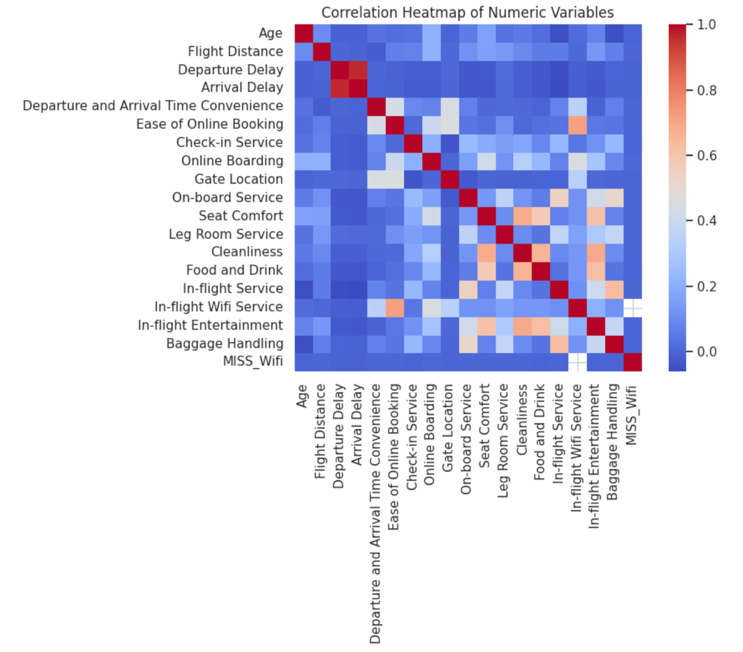 Correlation Heatmap of Numeric Variables
Age
Flight Distance
Departure Delay
Arrival Delay
Departure and Arrival Time Convenience
Ease of Online Booking
Check-in Service
Online Boarding
Gate Location
On-board Service
Seat Comfort
Leg Room Service
Cleanliness
Food and Drink
In-flight Service
In-flight Wifi Service
In-flight Entertainment
Baggage Handling
MISS_Wifi
Age
Flight Distance
Departure Delay
Arrival Delay
Departure and Arrival Time Convenience
Ease of Online Booking
Check-in Service
Online Boarding
Gate Location
On-board Service
Seat Comfort
Leg Room Service
Cleanliness
Food and Drink
In-flight Service
In-flight Wifi Service
In-flight Entertainment
Baggage Handling
MISS_Wifi
1.0
0.8
0.6
0.4
0.2
0.0